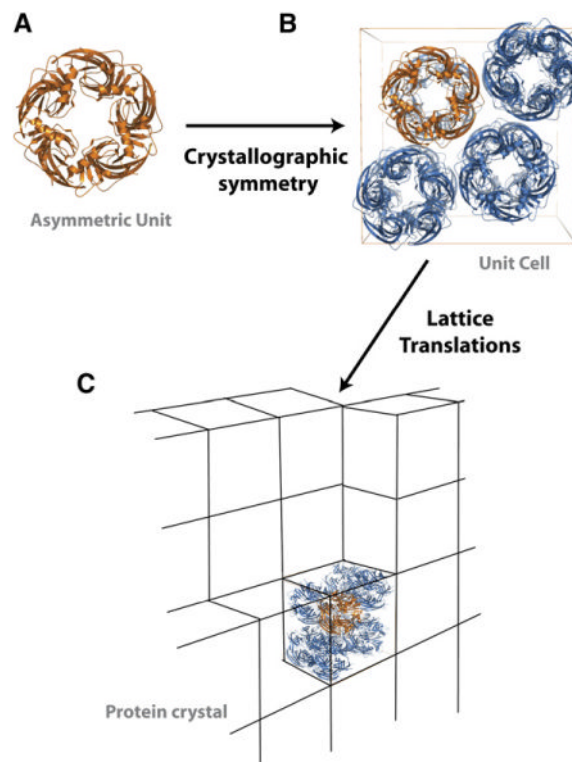 A
B
Crystallographic
symmetry
Asymmetric Unit
Unit Cell
Lattice
Translations
C
Protein crystal